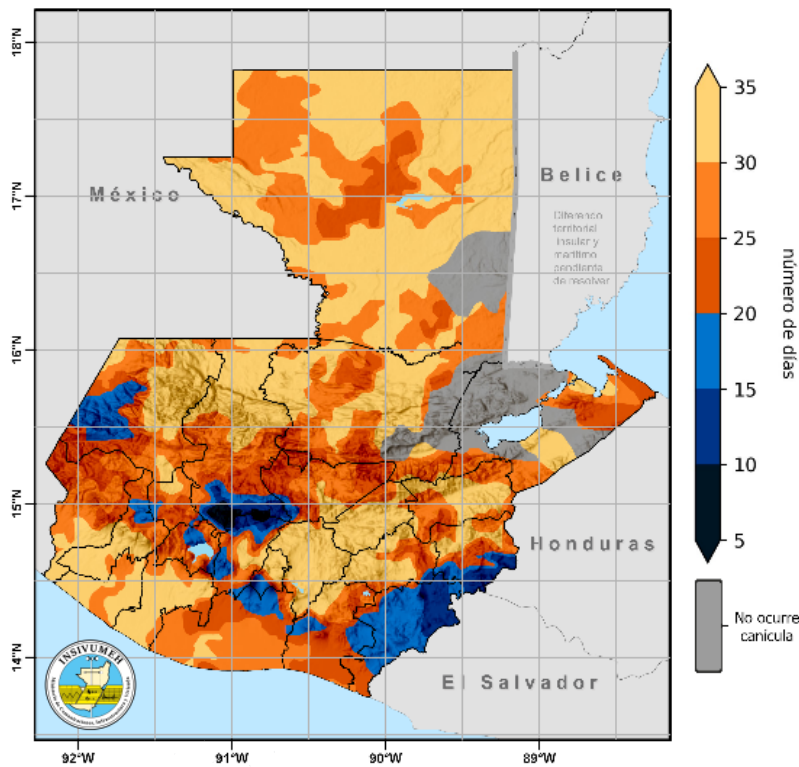 18°N
17°N
16°N
15°N
14°N
92°W
91°W
90°W
89°W
México
Belice
Diferendo
territorial
insular y
marítimo
pendiente
de resolver
Honduras
El Salvador
INSIVUMEH
35
30
25
20
15
10
5
número de días
No ocurre
canicula